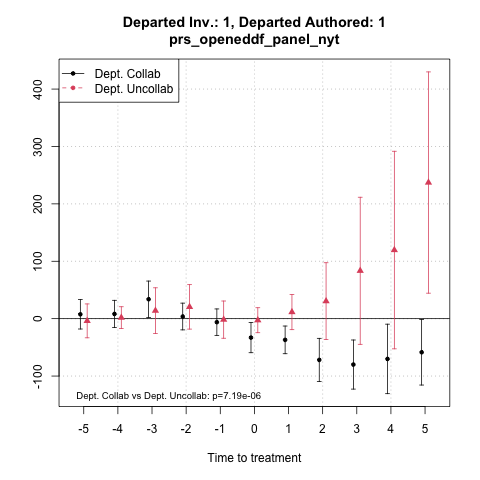 Departed Inv.: 1, Departed Authored: 1
prs_openeddf_panel_nyt
Dept. Collab
Dept. Uncollab
400
300
200
100
0
-100
Dept. Collab vs Dept. Uncollab: p=7.19e-06
-5 -4 -3 -2 -1 0 1 2 3 4 5
Time to treatment